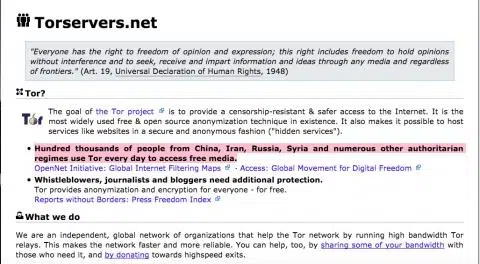 Torservers.net
"Everyone has the right to freedom of opinion and expression; this right includes freedom to hold opinions
without interference and to seek, receive and impart information and ideas through any media and regardless
of frontiers." (Art. 19, Universal Declaration of Human Rights, 1948)
Tor?
Tor
The goal of the Tor project is to provide a censorship-resistant & safer access to the Internet. It is the
most widely used free & open source anonymization technique in existence. It also makes it possible to host
services like websites in a secure and anonymous fashion ("hidden services").
• Hundred thousands of people from China, Iran, Russia, Syria and numerous other authoritarian
regimes use Tor every day to access free media.
OpenNet Initiative: Global Internet Filtering Maps - Access: Global Movement for Digital Freedom
• Whistleblowers, journalists and bloggers need additional protection.
Tor provides anonymization and encryption for everyone - for free.
Reports without Borders: Press Freedom Index
What we do
We are an independent, global network of organizations that help the Tor network by running high bandwidth Tor
relays. This makes the network faster and more reliable. You can help, too, by sharing some of your bandwidth with
those who need it, and by donating towards highspeed exits.